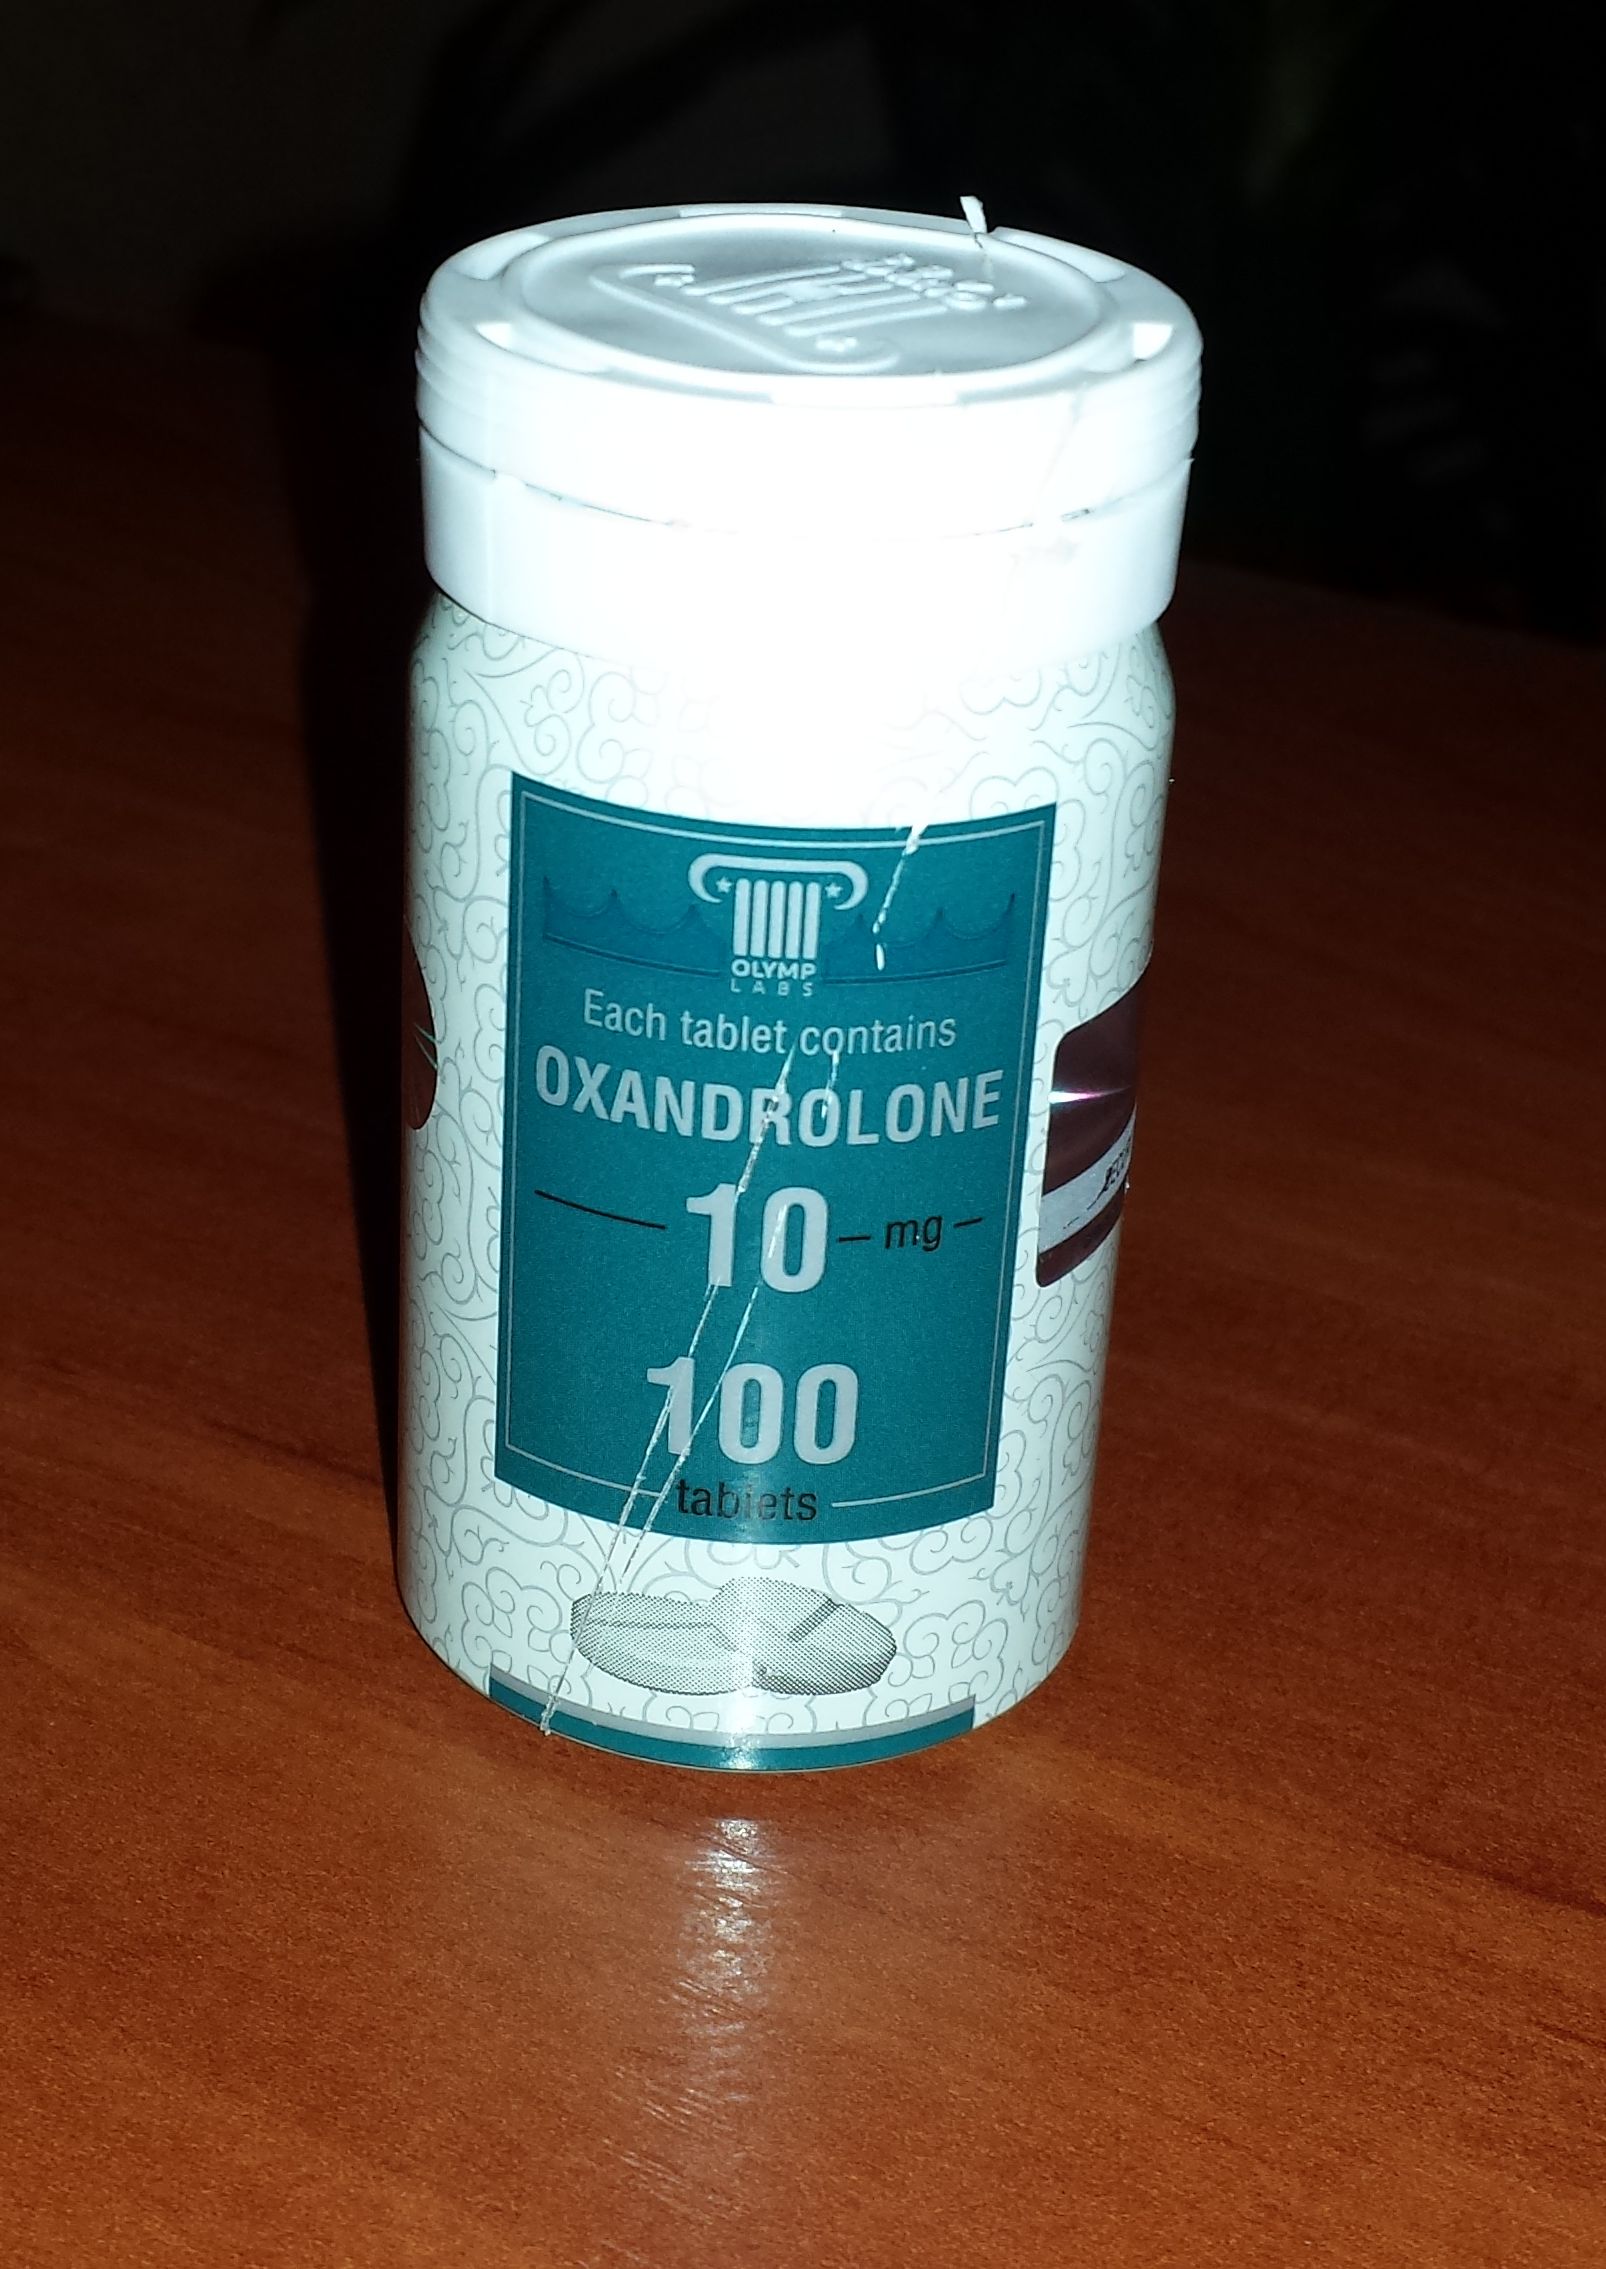 OLYMP
LABS
Each tablet contains
OXANDROLONE
10 mg
100
tablets